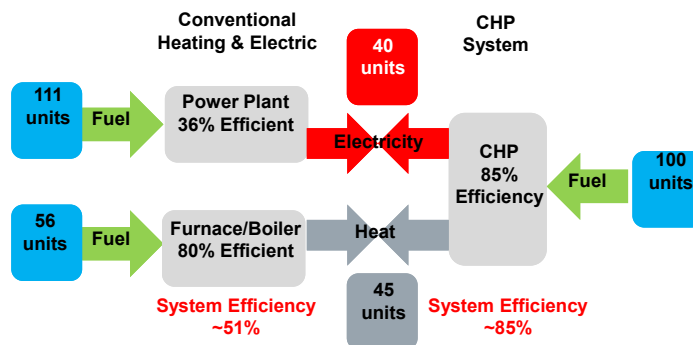 Conventional
Heating & Electric
40
units
CHP
System
111
units
Fuel
Power Plant
36% Efficient
Electricity
CHP
85%
Efficiency
Fuel
100
units
56
units
Fuel
Furnace/Boiler
80% Efficient
Heat
System Efficiency
~51%
45
units
System Efficiency
~85%